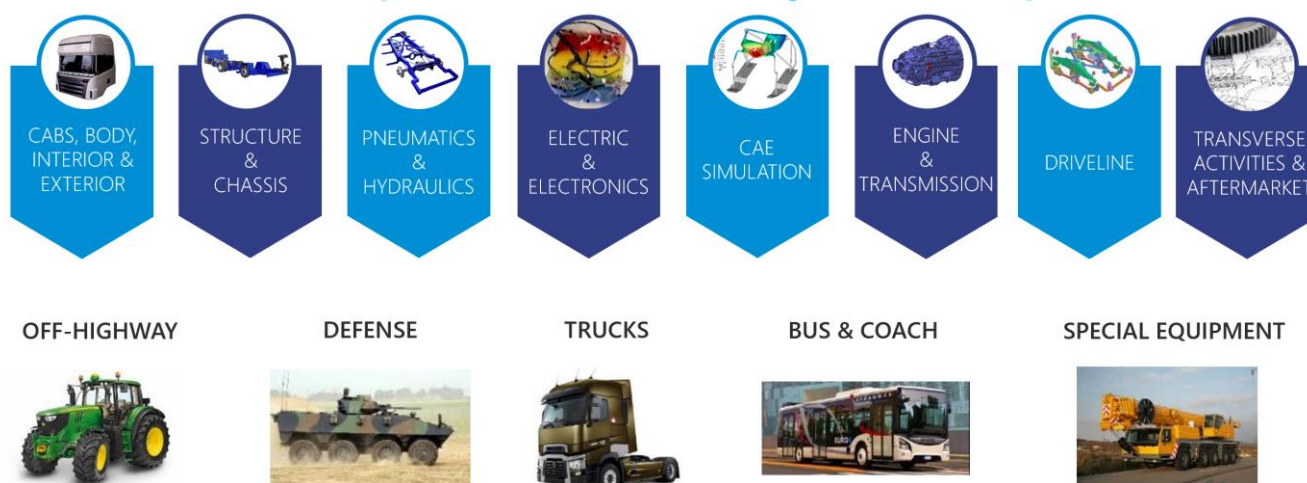 CABS, BODY,
INTERIOR &
EXTERIOR
STRUCTURE
&
CHASSIS
PNEUMATICS
&
HYDRAULICS
ELECTRIC
&
ELECTRONICS
CAE
SIMULATION
ENGINE
&
TRANSMISSION
DRIVELINE
TRANSVERSE
ACTIVITIES &
AFTERMARKET
OFF-HIGHWAY
DEFENSE
TRUCKS
BUS & COACH
SPECIAL EQUIPMENT